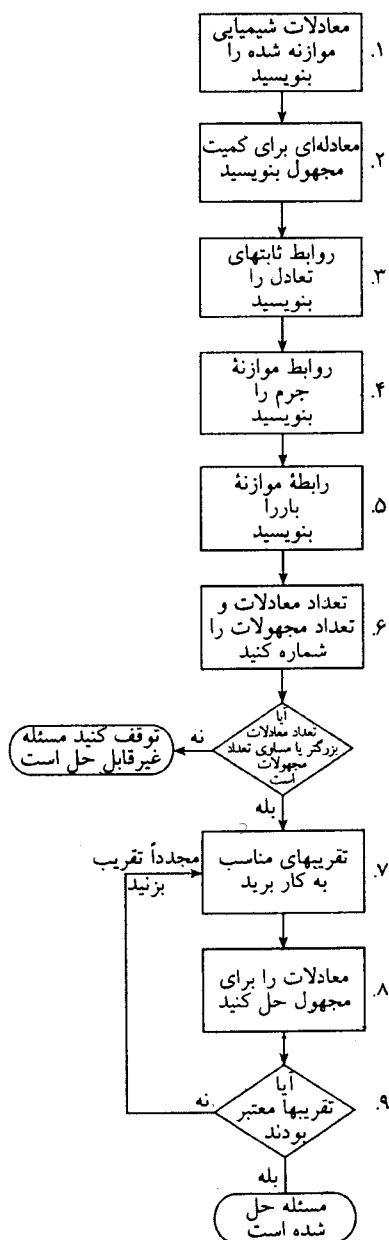 ۱.
معادلات شیمیایی
موازنه شده را
بنویسید
۲.
معادله‌ای برای کمیت
مجهول بنویسید
۳.
روابط ثابتهای
تعادل را
بنویسید
۴.
روابط موازنهٔ
جرم را
بنویسید
۵.
رابطهٔ موازنهٔ
باررا
بنویسید
۶.
تعداد معادلات و
تعداد مجهولات را
شماره کنید
آیا
تعداد معادلات
بزرگتر یا مساوی تعداد
مجهولات
است
نه
توقف کنید مسئله
غیرقابل حل است
بله
۷.
تقریبهای مناسب
به کار برید
مجدداً تقریب
بزنید
۸.
معادلات را برای
مجهول حل کنید
۹.
آیا
تقریبها معتبر
بودند
نه
بله
مسئله حل
شده است